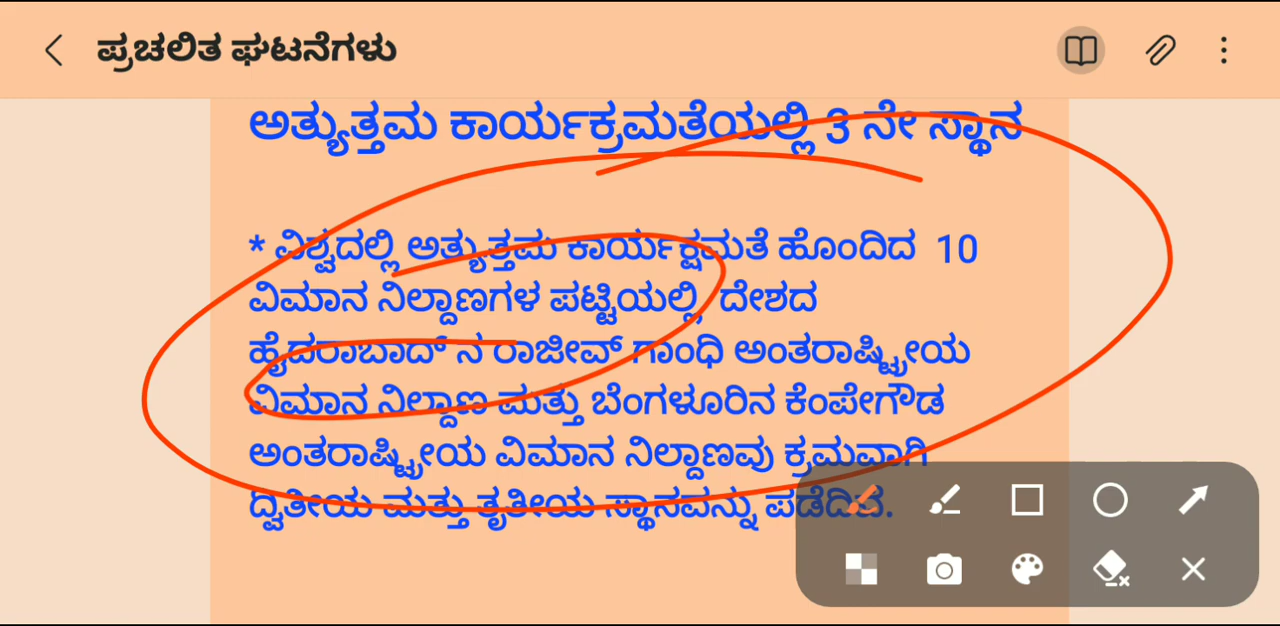 ಪ್ರಚಲಿತ ಘಟನೆಗಳು
ಅತ್ಯುತ್ತಮ ಕಾರ್ಯಕ್ರಮತೆಯಲ್ಲಿ 3 ನೇ ಸ್ಥಾನ
* ವಿಶ್ವದಲ್ಲಿ ಅತ್ಯುತ್ತಮ ಕಾರ್ಯಕ್ಷಮತೆ ಹೊಂದಿದ 10
ವಿಮಾನ ನಿಲ್ದಾಣಗಳ ಪಟ್ಟಿಯಲ್ಲಿ, ದೇಶದ
ಹೈದರಾಬಾದ್ ನ ರಾಜೀವ್ ಗಾಂಧಿ ಅಂತರಾಷ್ಟ್ರೀಯ
ವಿಮಾನ ನಿಲ್ದಾಣ ಮತ್ತು ಬೆಂಗಳೂರಿನ ಕೆಂಪೇಗೌಡ
ಅಂತರಾಷ್ಟ್ರೀಯ ವಿಮಾನ ನಿಲ್ದಾಣವು ಕ್ರಮವಾಗಿ
ದ್ವಿತೀಯ ಮತ್ತು ತೃತೀಯ ಸ್ಥಾನವನ್ನು ಪಡೆದಿವೆ.